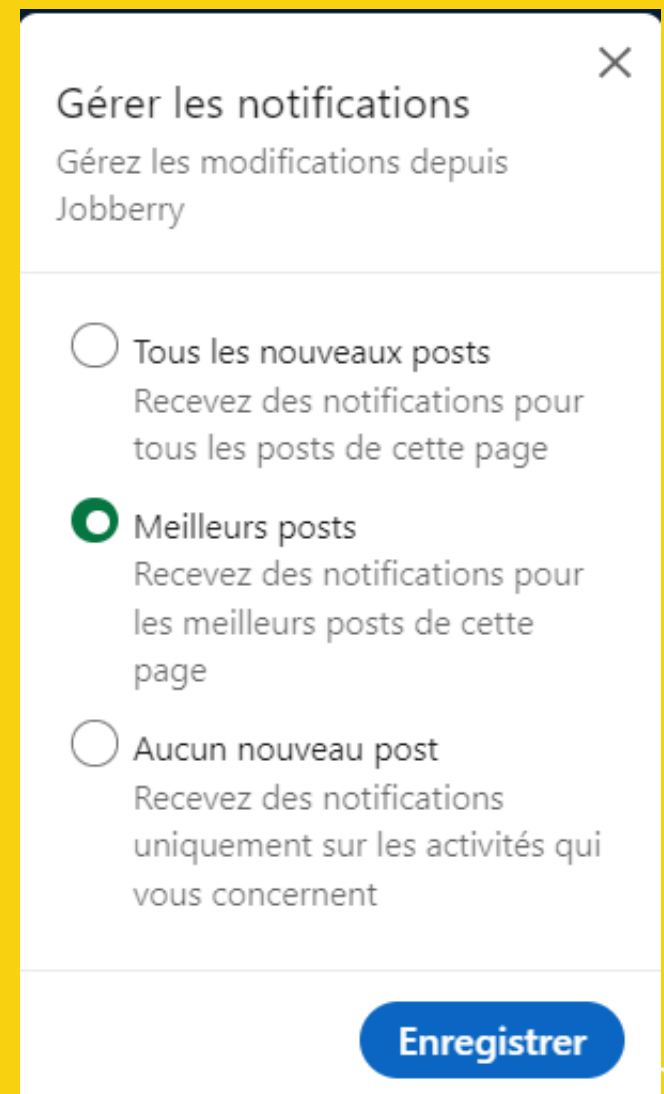 Gérer les notifications
Gérez les modifications depuis
Jobberry
Tous les nouveaux posts
Recevez des notifications pour
tous les posts de cette page
Meilleurs posts
Recevez des notifications pour
les meilleurs posts de cette
page
Aucun nouveau post
Recevez des notifications
uniquement sur les activités qui
vous concernent
Enregistrer